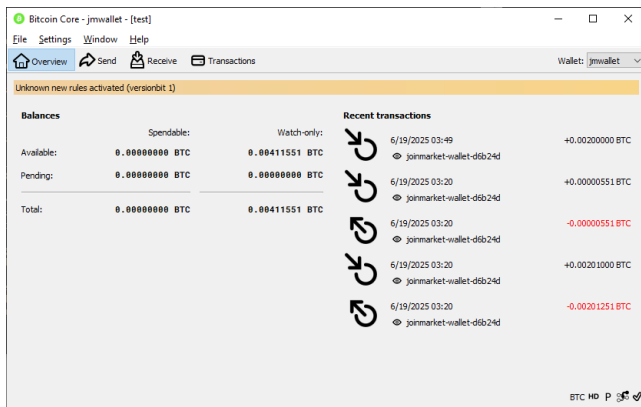 Bitcoin Core - jmwallet - [test]
File Settings Window Help
Overview Send Receive Transactions Wallet: jmwallet
Unknown new rules activated (versionbit 1)
Balances
Spendable: Watch-only:
Available: 0.00000000 BTC 0.00411551 BTC
Pending: 0.00000000 BTC 0.00000000 BTC
Total: 0.00000000 BTC 0.00411551 BTC
Recent transactions
6/19/2025 03:49 +0.00200000 BTC
joinmarket-wallet-d6b24d
6/19/2025 03:20 +0.00000551 BTC
joinmarket-wallet-d6b24d
6/19/2025 03:20 -0.00000551 BTC
joinmarket-wallet-d6b24d
6/19/2025 03:20 +0.00201000 BTC
joinmarket-wallet-d6b24d
6/19/2025 03:20 -0.00201251 BTC
joinmarket-wallet-d6b24d
BTC HD P